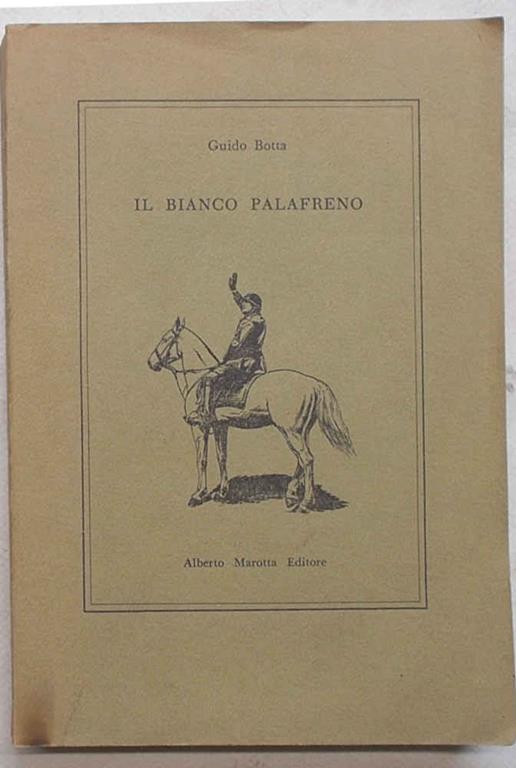 Guido Botta
IL BIANCO PALAFRENO
Alberto Marotta Editore